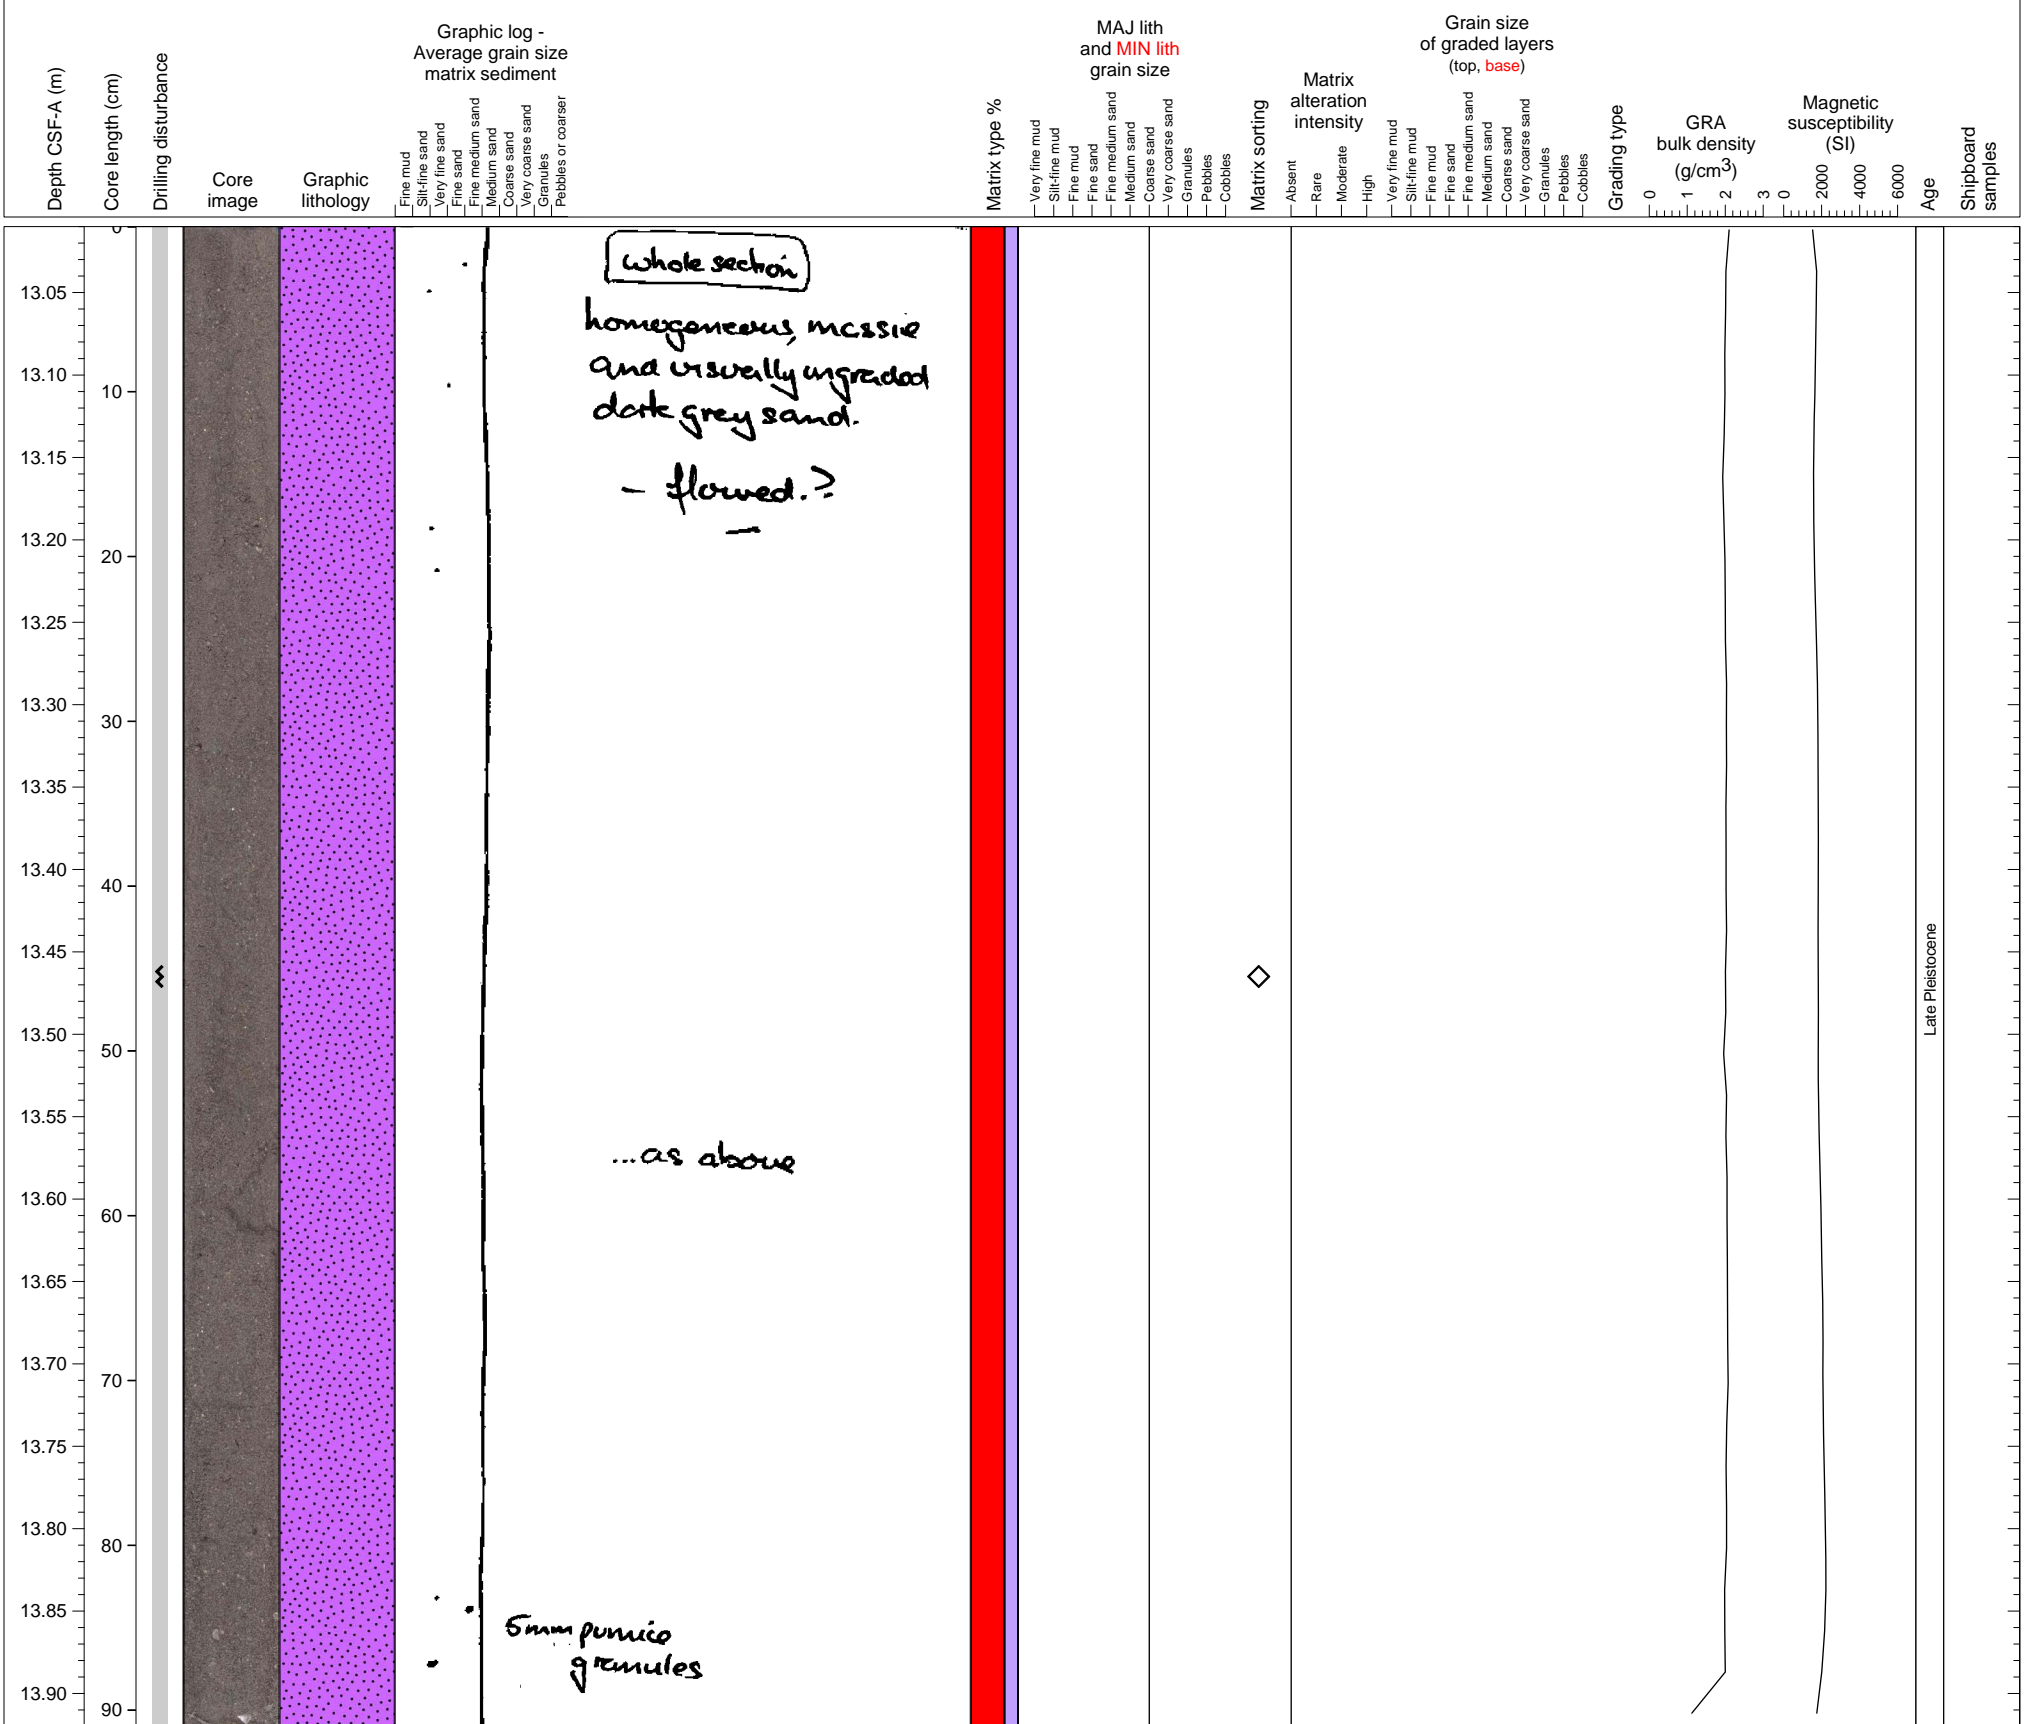 Depth CSF-A (m)
Core length (cm)
Drilling disturbance
Core
image
Graphic
lithology
Graphic log -
Average grain size
matrix sediment
Fine mud
Silt-fine sand
Very fine sand
Fine sand
Fine medium sand
Medium sand
Coarse sand
Very coarse sand
Granules
Pebbles or coarser
Matrix type %
MAJ lith
and MIN lith
grain size
Very fine mud
Silt-fine mud
Fine mud
Fine sand
Fine medium sand
Medium sand
Coarse sand
Very coarse sand
Granules
Pebbles
Cobbles
Matrix sorting
Matrix
alteration
intensity
Absent
Rare
Moderate
High
Grain size
of graded layers
(top, base)
Very fine mud
Silt-fine mud
Fine mud
Fine sand
Fine medium sand
Medium sand
Coarse sand
Very coarse sand
Granules
Pebbles
Cobbles
Grading type
GRA
bulk density
(g/cm3)
0 1 2 3
Magnetic
susceptibility
(SI)
0 2000 4000 6000
Age
Shipboard
samples
0
13.05
13.10
10
13.15
13.20
20
13.25
13.30
30
13.35
13.40
40
13.45
13.50
50
13.55
13.60
60
13.65
13.70
70
13.75
13.80
80
13.85
13.90
90
whole section
homogeneous, massie
and visually ungraded
dark grey sand.
- flowed.?
...as above
5mm pumice
granules
Late Pleistocene